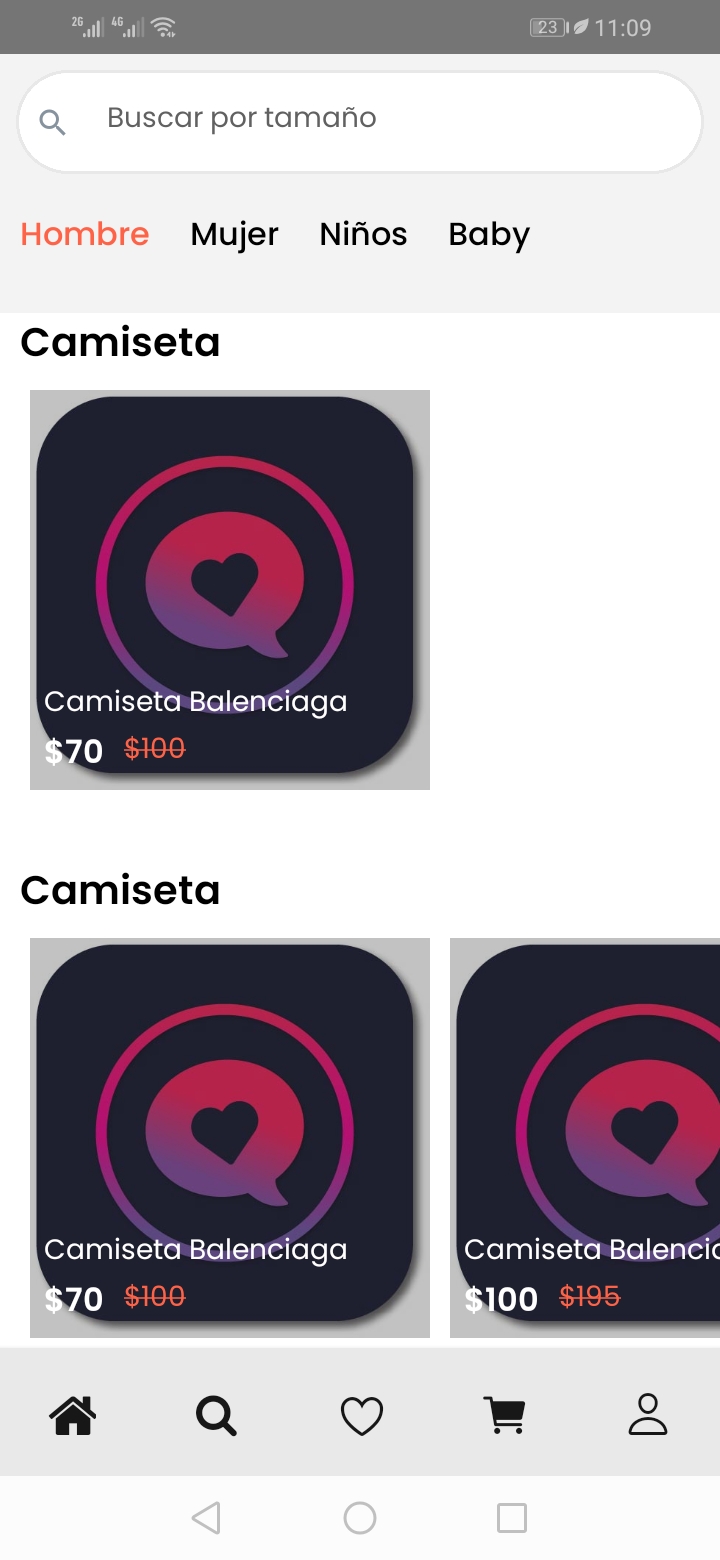 2G 4G 23 11:09
Buscar por tamaño
Hombre Mujer Niños Baby
Camiseta
Camiseta Balenciaga
$70 $100
Camiseta
Camiseta Balenciaga
$70 $100
Camiseta Balencia
$100 $195